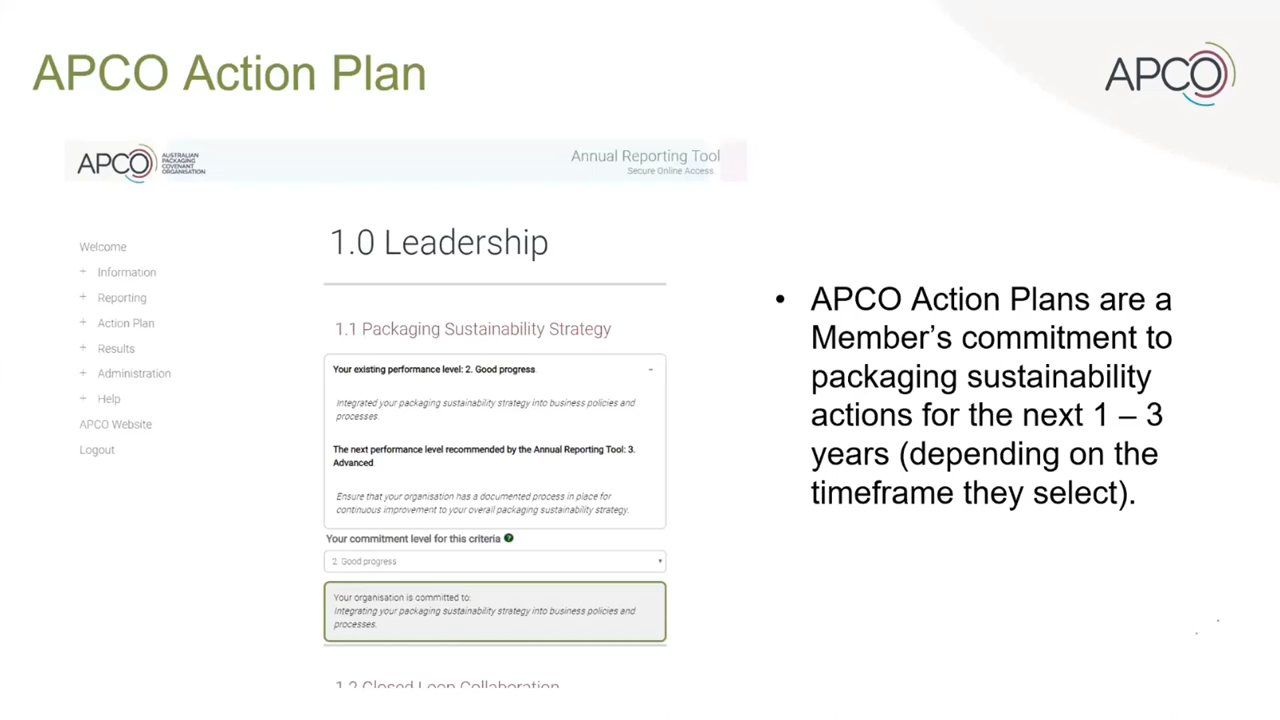 APCO Action Plan
APCO
APCO
AUSTRALIAN
PACKAGING
COVENANT
ORGANISATION
Annual Reporting Tool
Secure Online Access
Welcome
+ Information
+ Reporting
+ Action Plan
+ Results
+ Administration
+ Help
APCO Website
Logout
1.0 Leadership
1.1 Packaging Sustainability Strategy
Your existing performance level: 2. Good progress
Integrated your packaging sustainability strategy into business policies and
processes.
The next performance level recommended by the Annual Reporting Tool: 3.
Advanced
Ensure that your organisation has a documented process in place for
continuous improvement to your overall packaging sustainability strategy.
Your commitment level for this criteria ?
2. Good progress
Your organisation is committed to:
Integrating your packaging sustainability strategy into business policies and
processes.
1.2 Closed Loop Collaboration
• APCO Action Plans are a
Member’s commitment to
packaging sustainability
actions for the next 1 – 3
years (depending on the
timeframe they select).